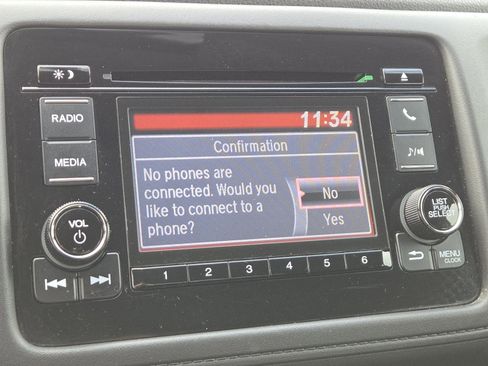 RADIO
MEDIA
VOL
11:34
Confirmation
No phones are
connected. Would you
like to connect to a
phone?
No
Yes
1 2 3 4 5 6
LIST
PUSH
SELECT
MENU
CLOCK